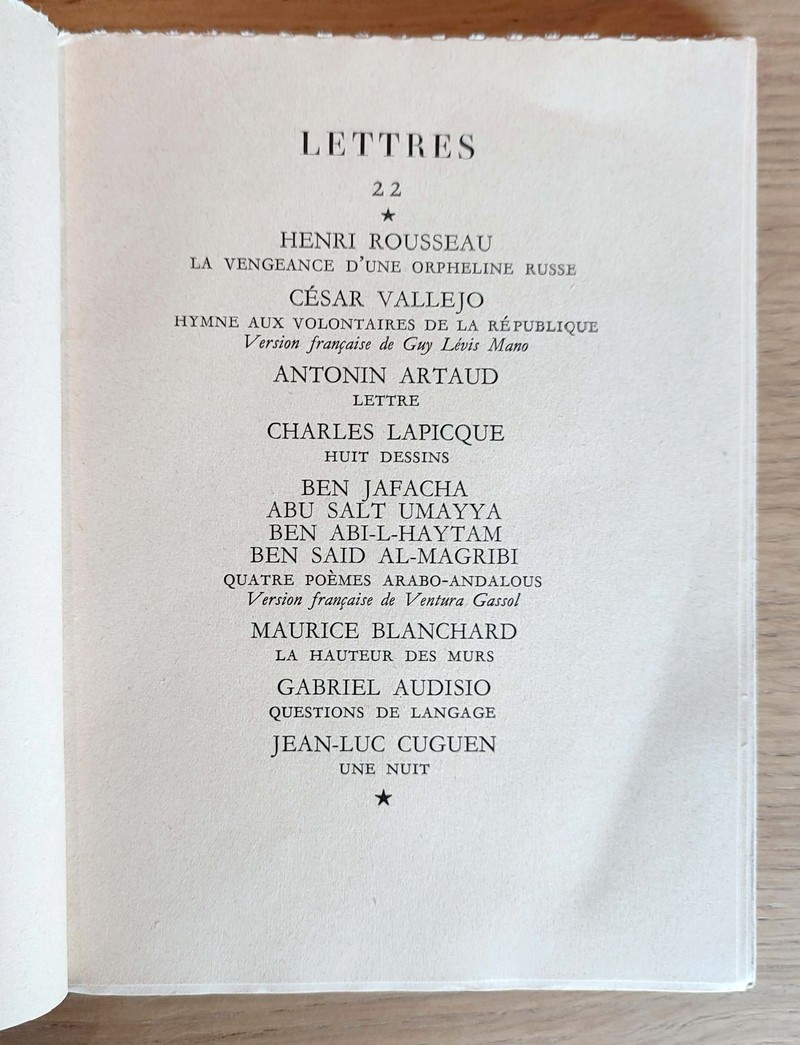 LETTRES
22
★
HENRI ROUSSEAU
LA VENGEANCE D'UNE ORPHELINE RUSSE
CÉSAR VALLEJO
HYMNE AUX VOLONTAIRES DE LA RÉPUBLIQUE
Version française de Guy Lévis Mano
ANTONIN ARTAUD
LETTRE
CHARLES LAPICQUE
HUIT DESSINS
BEN JAFACHA
ABU SALT UMAYYA
BEN ABI-L-HAYTAM
BEN SAID AL-MAGRIBI
QUATRE POÈMES ARABO-ANDALOUS
Version française de Ventura Gassol
MAURICE BLANCHARD
LA HAUTEUR DES MURS
GABRIEL AUDISIO
QUESTIONS DE LANGAGE
JEAN-LUC CUGUEN
UNE NUIT
★